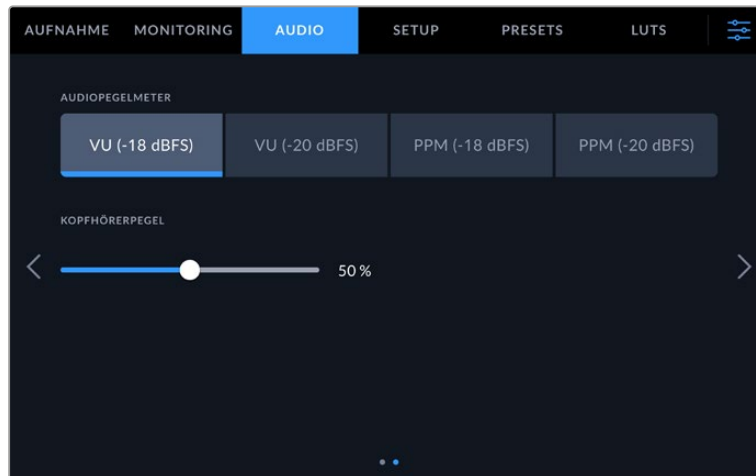 AUFNAHME MONITORING AUDIO SETUP PRESETS LUTS
AUDIOPEGELMETER
VU (-18 dBFS) VU (-20 dBFS) PPM (-18 dBFS) PPM (-20 dBFS)
KOPFHÖRERPEGEL
50 %